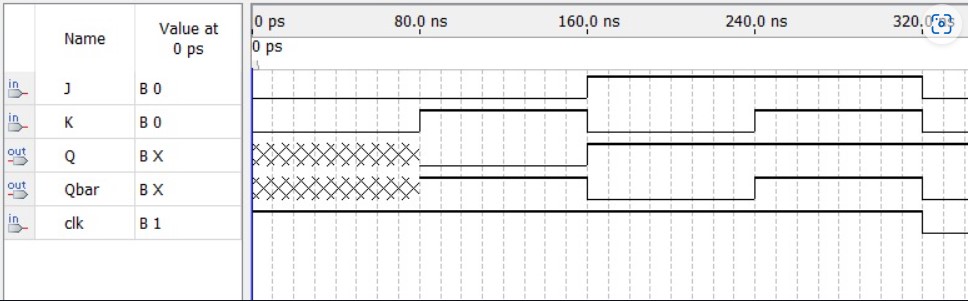 Name Value at 0 ps
0 ps 80.0 ns 160.0 ns 240.0 ns 320.0
0 ps
in J B 0
in K B 0
out Q B X
out Qbar B X
in clk B 1